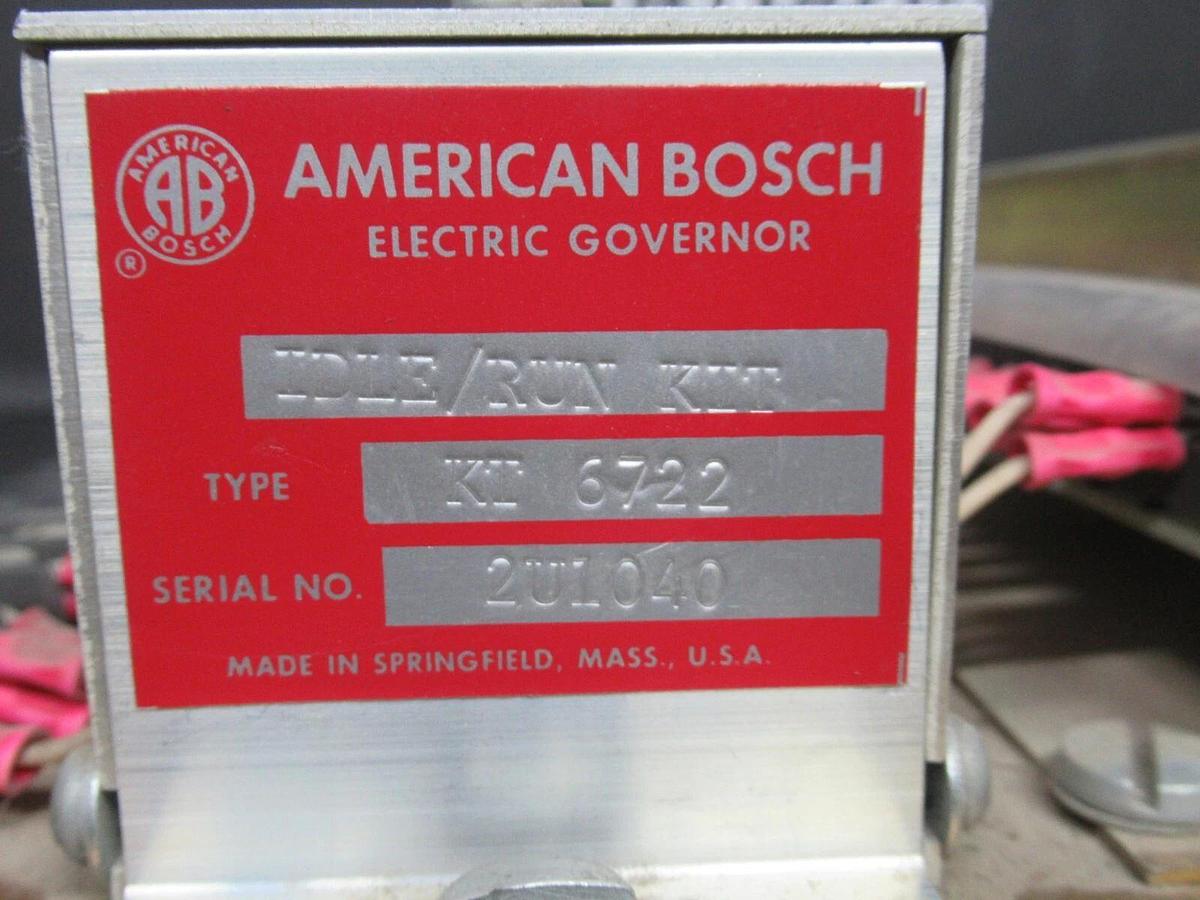 AMERICAN
AB
BOSCH
®
AMERICAN BOSCH
ELECTRIC GOVERNOR
IDLE/RUN KIT
TYPE KT 6722
SERIAL NO. 2U1040
MADE IN SPRINGFIELD, MASS., U.S.A.